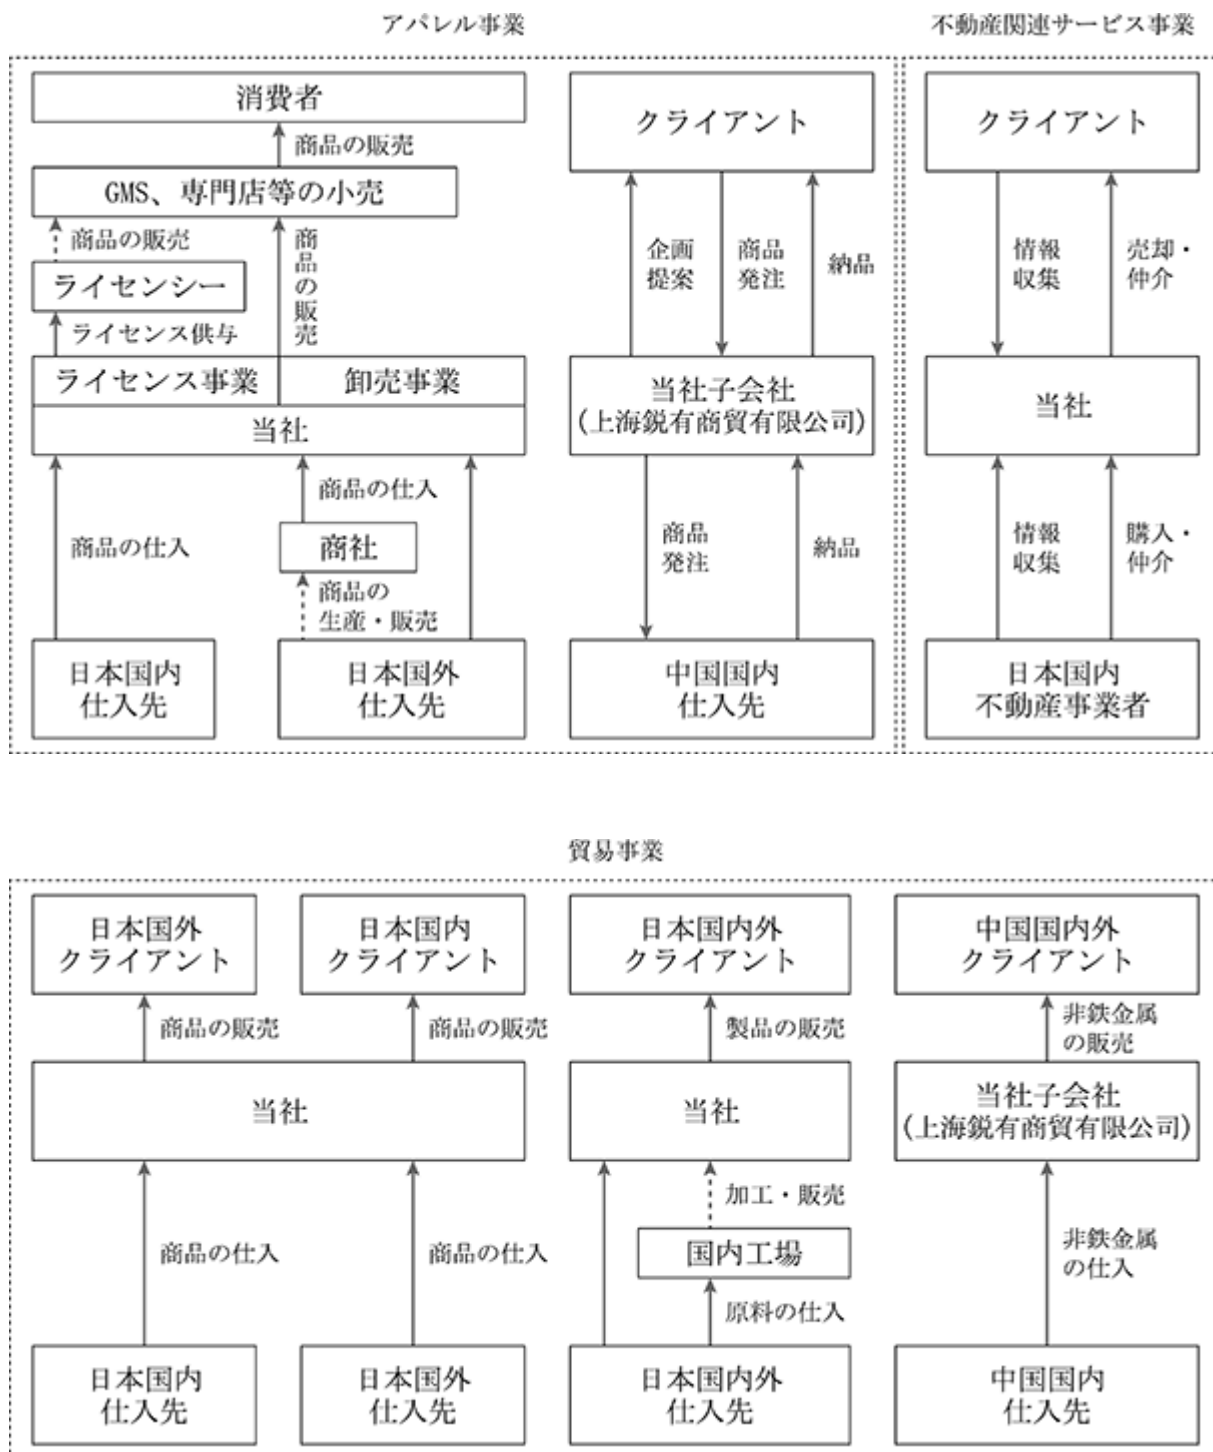 アパレル事業
不動産関連サービス事業
消費者
商品の販売
GMS、専門店等の小売
商品の販売
商品の販売
ライセンシー
ライセンス供与
ライセンス事業
卸売事業
当社
商品の仕入
商品の仕入
商社
商品の
生産・販売
日本国内
仕入先
日本国外
仕入先
クライアント
企画
提案
商品
発注
納品
当社子会社
(上海鋭有商貿有限公司)
商品
発注
納品
中国国内
仕入先
クライアント
情報
収集
売却・
仲介
当社
情報
収集
購入・
仲介
日本国内
不動産事業者
貿易事業
日本国外
クライアント
日本国内
クライアント
商品の販売
商品の販売
当社
商品の仕入
商品の仕入
日本国内
仕入先
日本国外
仕入先
日本国内外
クライアント
製品の販売
当社
加工・販売
国内工場
原料の仕入
日本国内外
仕入先
中国国内外
クライアント
非鉄金属
の販売
当社子会社
(上海鋭有商貿有限公司)
非鉄金属
の仕入
中国国内
仕入先